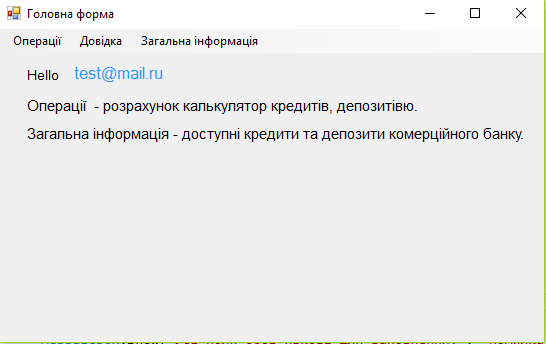 Головна форма
Операції Довідка Загальна інформація
Hello test@mail.ru
Операції - розрахунок калькулятор кредитів, депозитівю.
Загальна інформація - доступні кредити та депозити комерційного банку.